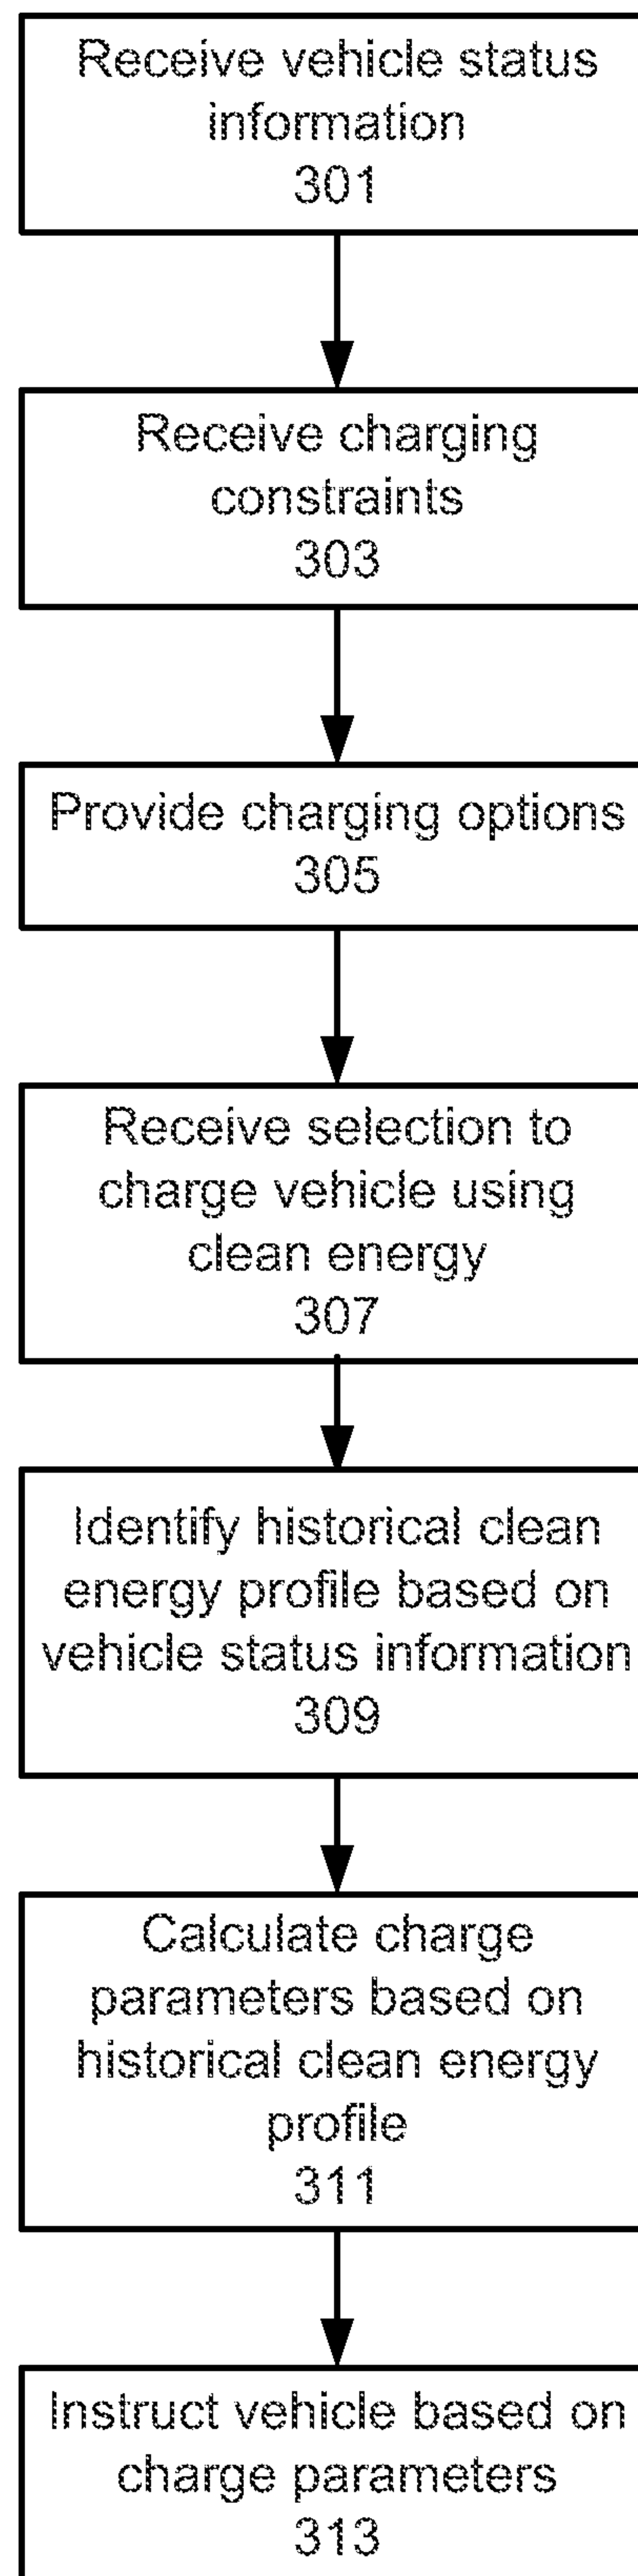 Receive vehicle status
information
301
Receive charging
constraints
303
Provide charging options
305
Receive selection to
charge vehicle using
clean energy
307
Identify historical clean
energy profile based on
vehicle status information
309
Calculate charge
parameters based on
historical clean energy
profile
311
Instruct vehicle based on
charge parameters
313